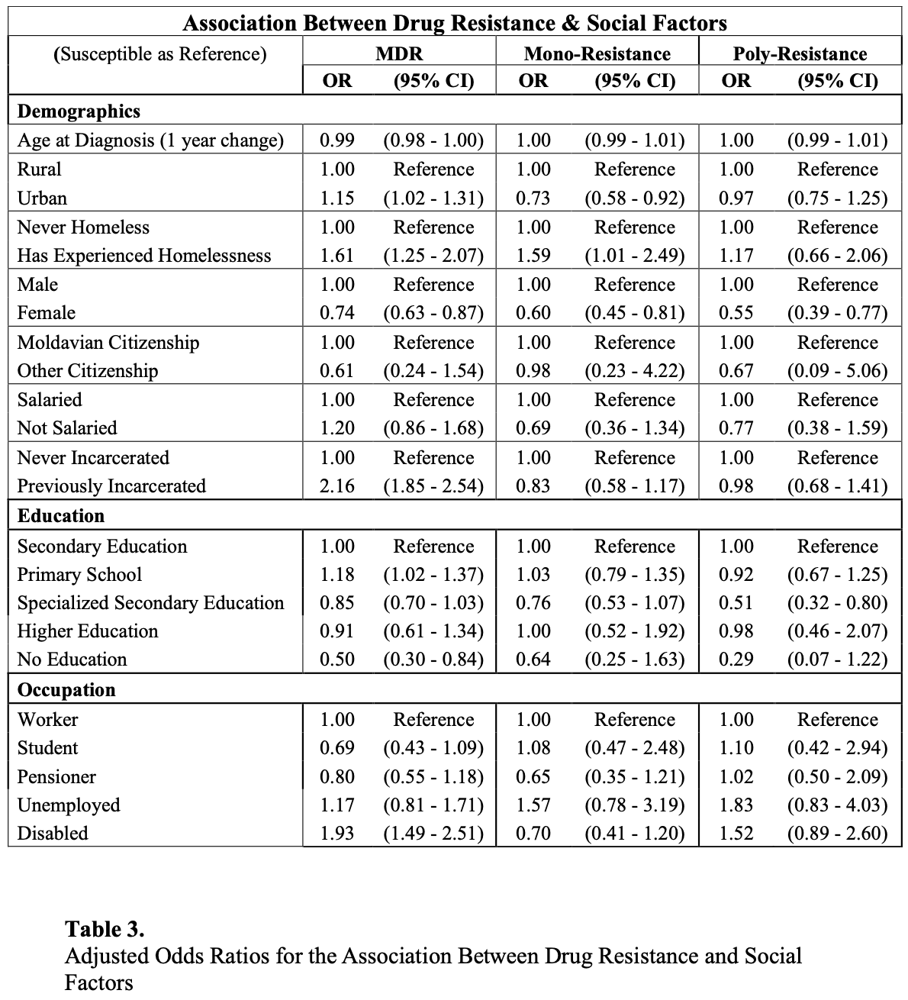 Association Between Drug Resistance & Social Factors
(Susceptible as Reference) MDR Mono-Resistance Poly-Resistance
OR (95% CI) OR (95% CI) OR (95% CI)
Demographics
Age at Diagnosis (1 year change) 0.99 (0.98 - 1.00) 1.00 (0.99 - 1.01) 1.00 (0.99 - 1.01)
Rural 1.00 Reference 1.00 Reference 1.00 Reference
Urban 1.15 (1.02 - 1.31) 0.73 (0.58 - 0.92) 0.97 (0.75 - 1.25)
Never Homeless 1.00 Reference 1.00 Reference 1.00 Reference
Has Experienced Homelessness 1.61 (1.25 - 2.07) 1.59 (1.01 - 2.49) 1.17 (0.66 - 2.06)
Male 1.00 Reference 1.00 Reference 1.00 Reference
Female 0.74 (0.63 - 0.87) 0.60 (0.45 - 0.81) 0.55 (0.39 - 0.77)
Moldavian Citizenship 1.00 Reference 1.00 Reference 1.00 Reference
Other Citizenship 0.61 (0.24 - 1.54) 0.98 (0.23 - 4.22) 0.67 (0.09 - 5.06)
Salaried 1.00 Reference 1.00 Reference 1.00 Reference
Not Salaried 1.20 (0.86 - 1.68) 0.69 (0.36 - 1.34) 0.77 (0.38 - 1.59)
Never Incarcerated 1.00 Reference 1.00 Reference 1.00 Reference
Previously Incarcerated 2.16 (1.85 - 2.54) 0.83 (0.58 - 1.17) 0.98 (0.68 - 1.41)
Education
Secondary Education 1.00 Reference 1.00 Reference 1.00 Reference
Primary School 1.18 (1.02 - 1.37) 1.03 (0.79 - 1.35) 0.92 (0.67 - 1.25)
Specialized Secondary Education 0.85 (0.70 - 1.03) 0.76 (0.53 - 1.07) 0.51 (0.32 - 0.80)
Higher Education 0.91 (0.61 - 1.34) 1.00 (0.52 - 1.92) 0.98 (0.46 - 2.07)
No Education 0.50 (0.30 - 0.84) 0.64 (0.25 - 1.63) 0.29 (0.07 - 1.22)
Occupation
Worker 1.00 Reference 1.00 Reference 1.00 Reference
Student 0.69 (0.43 - 1.09) 1.08 (0.47 - 2.48) 1.10 (0.42 - 2.94)
Pensioner 0.80 (0.55 - 1.18) 0.65 (0.35 - 1.21) 1.02 (0.50 - 2.09)
Unemployed 1.17 (0.81 - 1.71) 1.57 (0.78 - 3.19) 1.83 (0.83 - 4.03)
Disabled 1.93 (1.49 - 2.51) 0.70 (0.41 - 1.20) 1.52 (0.89 - 2.60)
Table 3.
Adjusted Odds Ratios for the Association Between Drug Resistance and Social
Factors